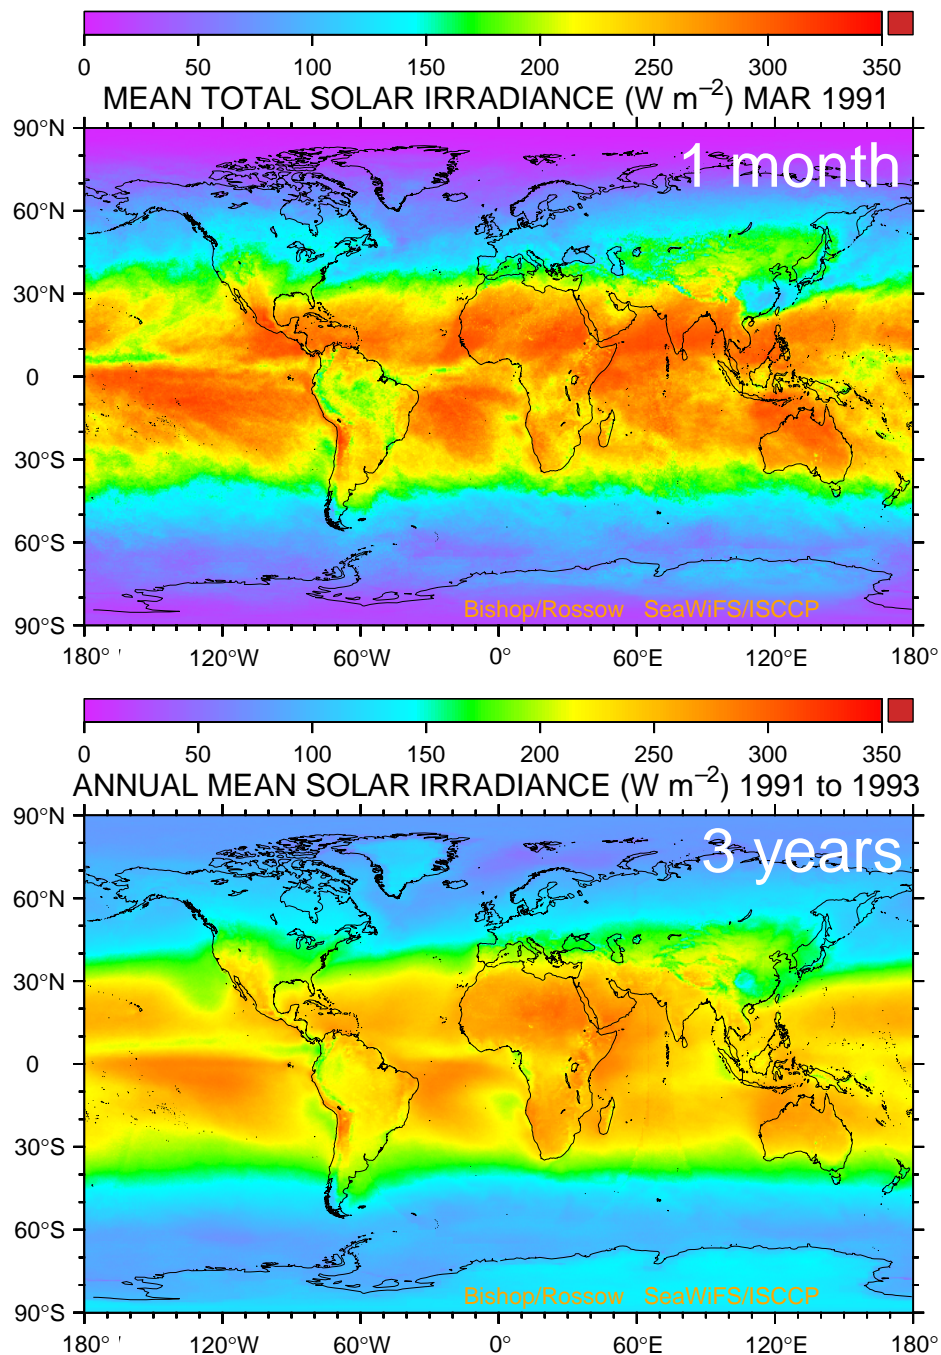 0 50 100 150 200 250 300 350
MEAN TOTAL SOLAR IRRADIANCE (W m⁻²) MAR 1991
90°N
1 month
60°N
30°N
0
30°S
60°S
Bishop/Rossow SeaWiFS/ISCCP
90°S
180° 120°W 60°W 0° 60°E 120°E 180°
0 50 100 150 200 250 300 350
ANNUAL MEAN SOLAR IRRADIANCE (W m⁻²) 1991 to 1993
90°N
3 years
60°N
30°N
0
30°S
60°S
Bishop/Rossow SeaWiFS/ISCCP
90°S
180° 120°W 60°W 0° 60°E 120°E 180°